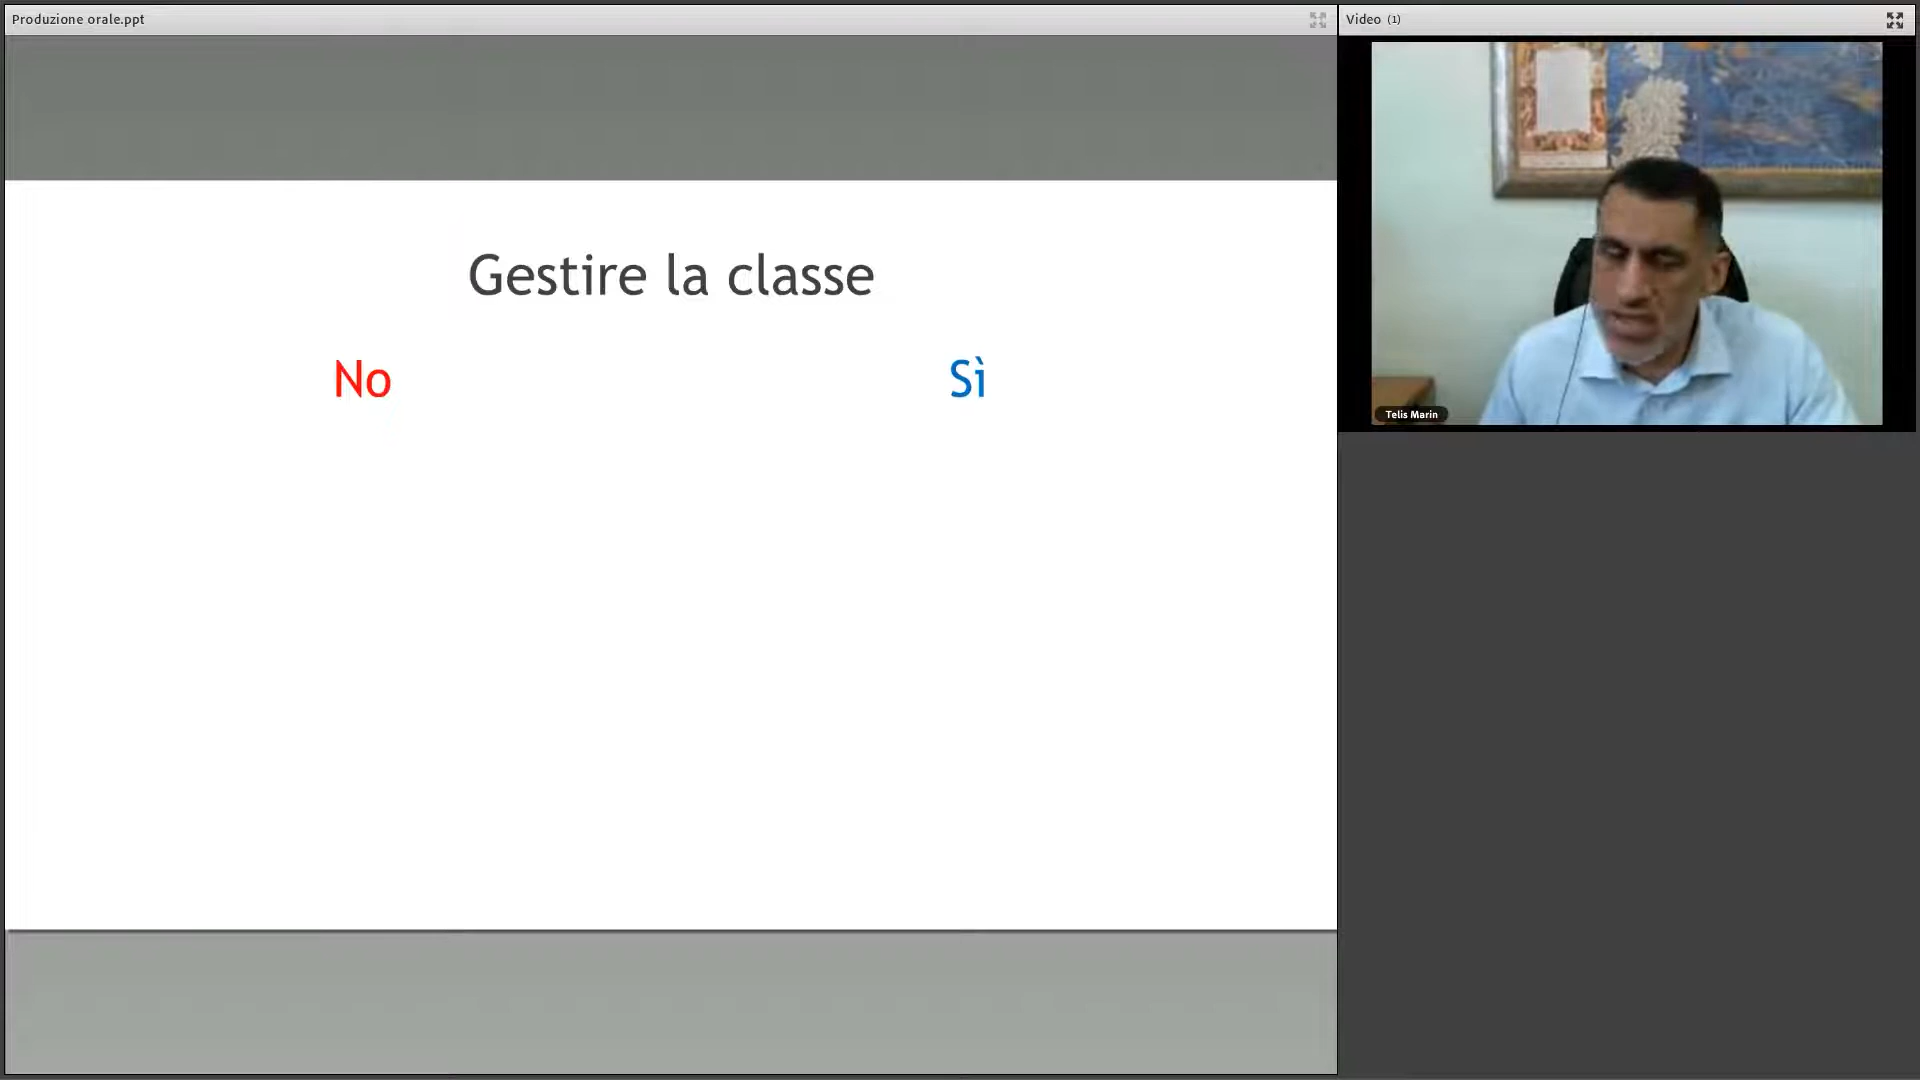 Produzione orale.ppt
Video (1)
Gestire la classe
No
Sì
Telis Marin